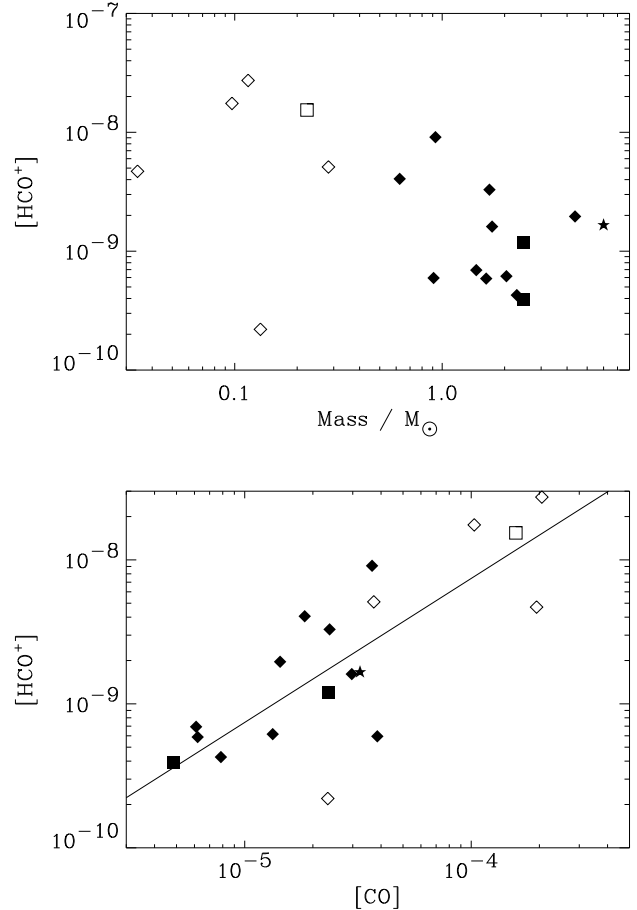 10⁻⁷
10⁻⁸
10⁻⁹
10⁻¹⁰
[HCO⁺]
0.1 1.0
Mass / M☉
10⁻⁸
10⁻⁹
10⁻¹⁰
[HCO⁺]
10⁻⁵ 10⁻⁴
[CO]